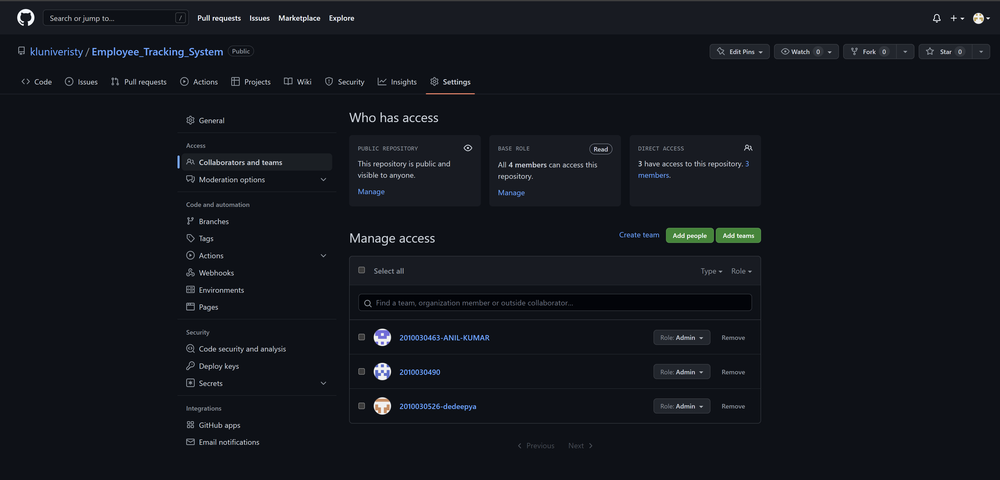 Search or jump to... /
Pull requests Issues Marketplace Explore
kluniveristy / Employee_Tracking_System Public
Edit Pins Watch 0 Fork 0 Star 0
Code Issues Pull requests Actions Projects Wiki Security Insights Settings
General
Access
Collaborators and teams
Moderation options
Code and automation
Branches
Tags
Actions
Webhooks
Environments
Pages
Security
Code security and analysis
Deploy keys
Secrets
Integrations
GitHub apps
Email notifications
Who has access
PUBLIC REPOSITORY
This repository is public and
visible to anyone.
Manage
BASE ROLE Read
All 4 members can access this
repository.
Manage
DIRECT ACCESS
3 have access to this repository. 3
members.
Manage access
Create team Add people Add teams
Select all Type Role
Find a team, organization member or outside collaborator...
2010030463-ANIL-KUMAR Role: Admin Remove
2010030490 Role: Admin Remove
2010030526-dedeepya Role: Admin Remove
Previous Next